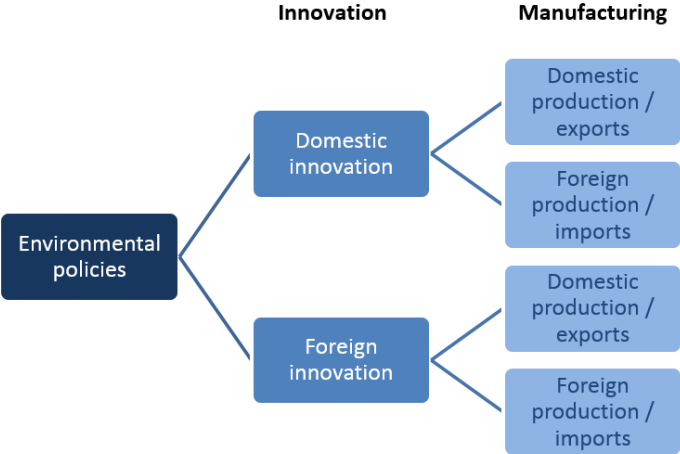 Innovation
Manufacturing
Environmental
policies
Domestic
innovation
Foreign
innovation
Domestic
production /
exports
Foreign
production /
imports
Domestic
production /
exports
Foreign
production /
imports